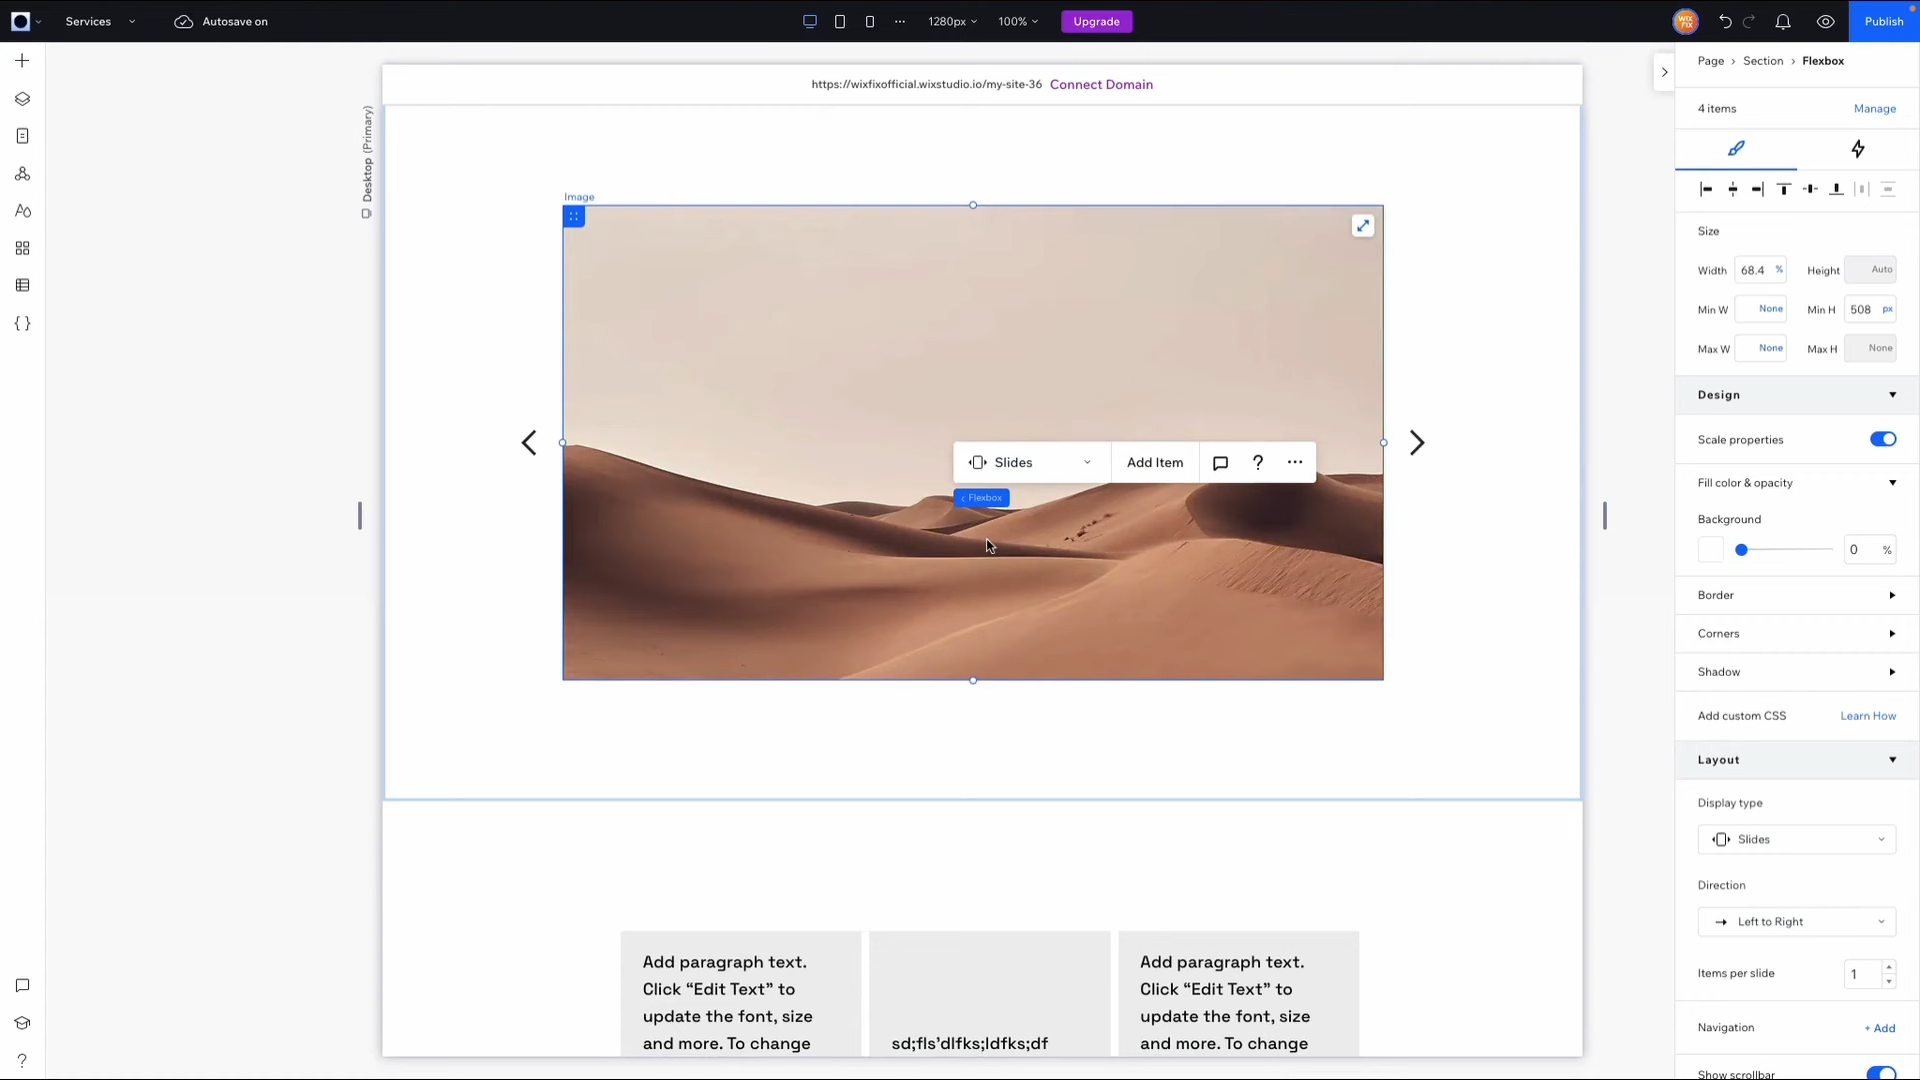 Services
Autosave on
1280px
100%
Upgrade
WIX
FIX
Publish
https://wixfixofficial.wixstudio.io/my-site-36 Connect Domain
Desktop (Primary)
Image
Slides
Add Item
?
Flexbox
Add paragraph text.
Click “Edit Text” to
update the font, size
and more. To change
sd;fls'dlfks;ldfks;df
Add paragraph text.
Click “Edit Text” to
update the font, size
and more. To change
Page > Section > Flexbox
4 items
Manage
Size
Width 68.4 %
Height Auto
Min W None
Min H 508 px
Max W None
Max H None
Design
Scale properties
Fill color & opacity
Background
0 %
Border
Corners
Shadow
Add custom CSS
Learn How
Layout
Display type
Slides
Direction
Left to Right
Items per slide 1
Navigation
+ Add
Show scrollbar